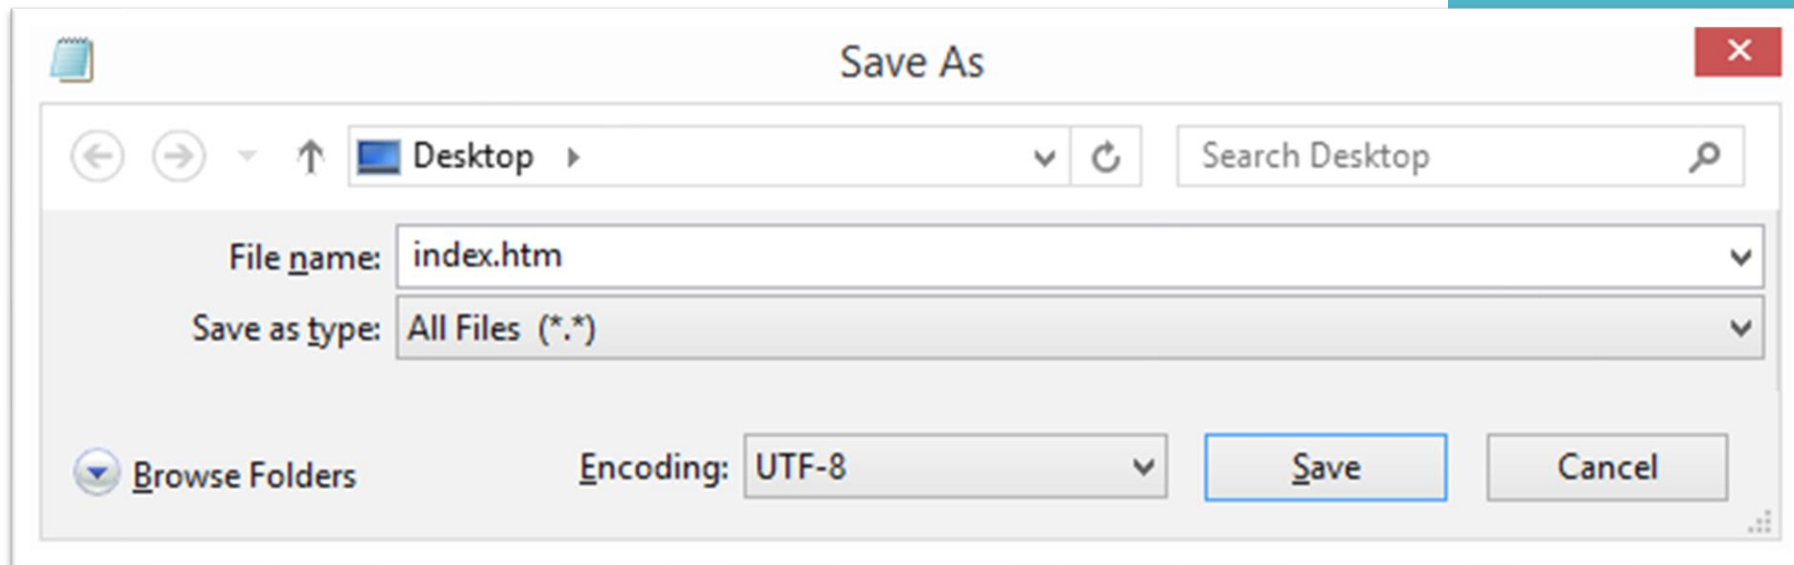 Save As
Desktop
Search Desktop
File name: index.htm
Save as type: All Files (*.*)
Browse Folders Encoding: UTF-8 Save Cancel